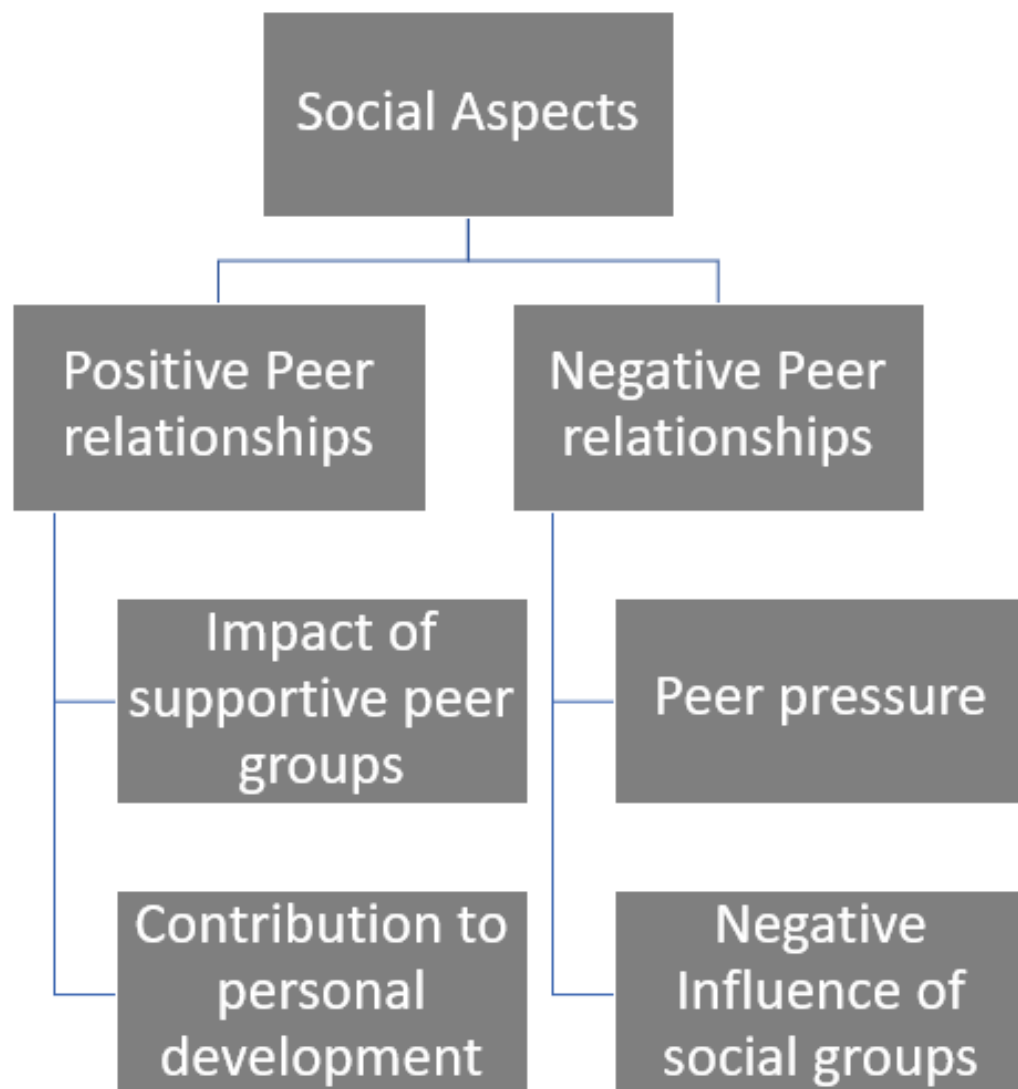 Social Aspects
Positive Peer
relationships
Negative Peer
relationships
Impact of
supportive peer
groups
Peer pressure
Contribution to
personal
development
Negative
Influence of
social groups